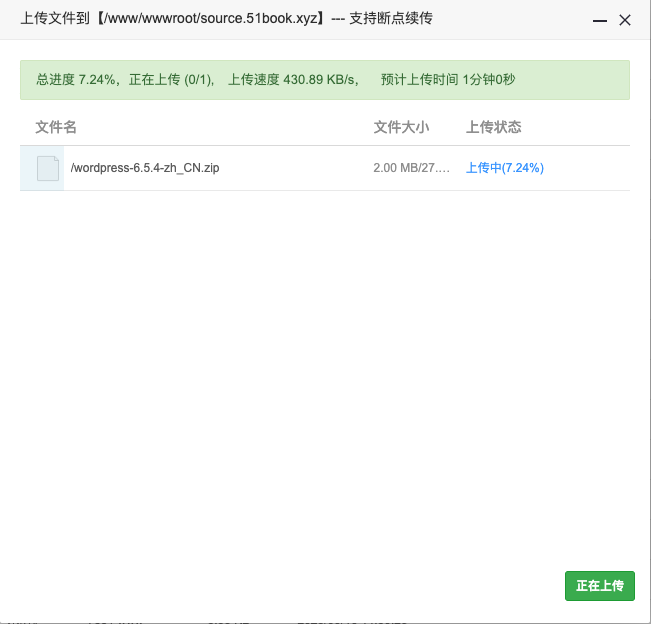 上传文件到【/www/wwwroot/source.51book.xyz】--- 支持断点续传
总进度 7.24%，正在上传 (0/1)， 上传速度 430.89 KB/s， 预计上传时间 1分钟0秒
文件名 文件大小 上传状态
/wordpress-6.5.4-zh_CN.zip 2.00 MB/27.… 上传中(7.24%)
正在上传